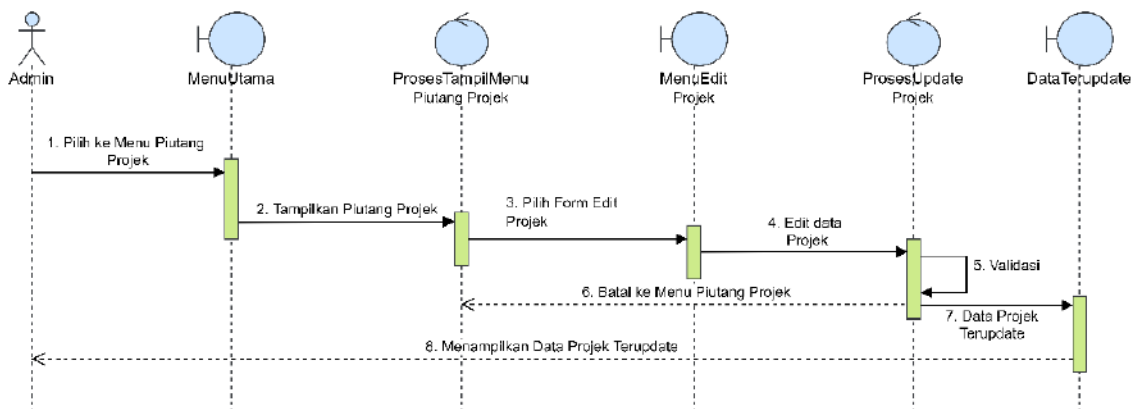 Admin
MenuUtama
ProsesTampilMenu
Piutang Projek
MenuEdit
Projek
ProsesUpdate
Projek
DataTerupdate
1. Pilih ke Menu Piutang
Projek
2. Tampilkan Piutang Projek
3. Pilih Form Edit
Projek
4. Edit data
Projek
5. Validasi
6. Batal ke Menu Piutang Projek
7. Data Projek
Terupdate
8. Menampilkan Data Projek Terupdate